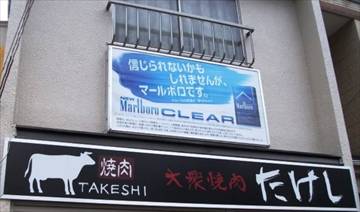 信じられないかも
しれませんが、
マールボロです。
NEW
Marlboro CLEAR
焼肉
TAKESHI
大衆焼肉 たけし